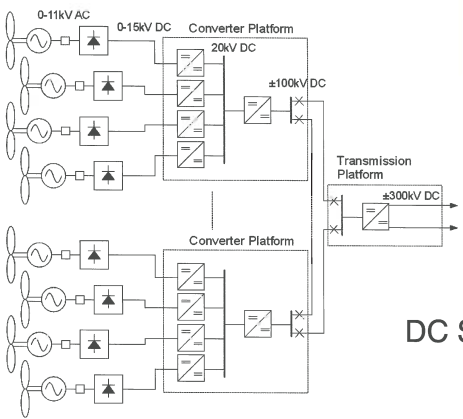 0-11kV AC
0-15kV DC
Converter Platform
20kV DC
±100kV DC
Transmission
Platform
±300kV DC
Converter Platform
DC S